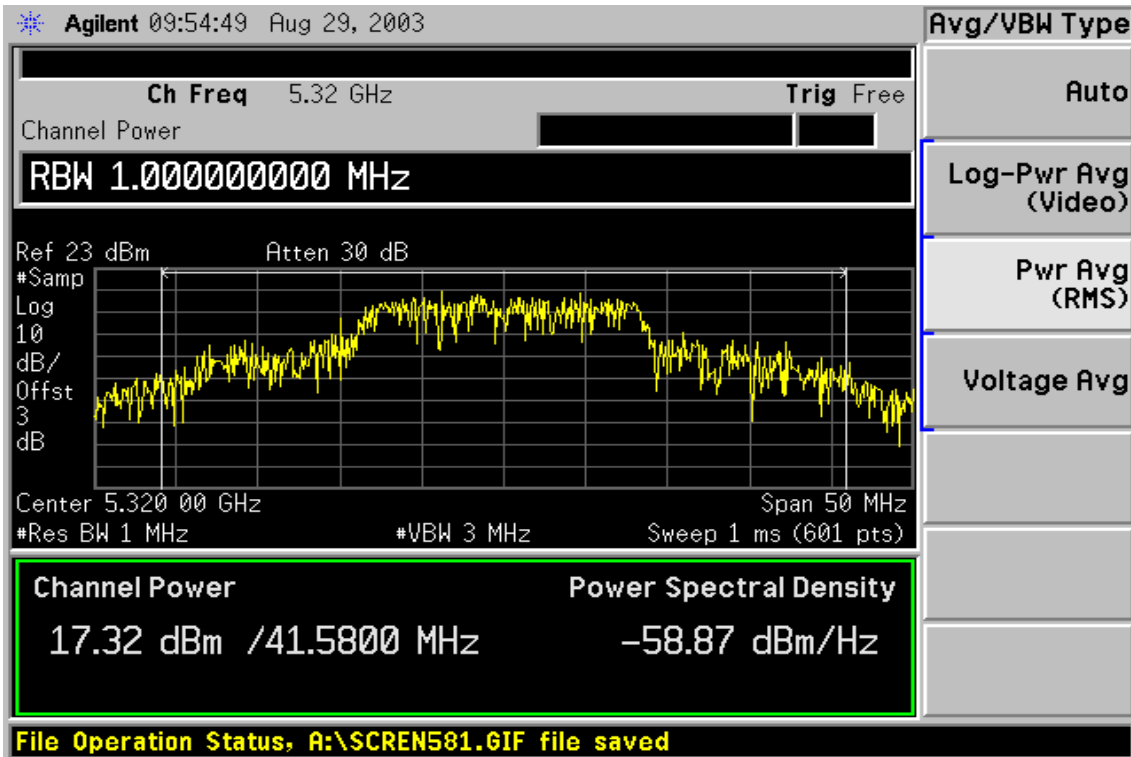 Agilent 09:54:49 Aug 29, 2003
Avg/VBW Type
Ch Freq 5.32 GHz
Trig Free
Channel Power
RBW 1.000000000 MHz
Ref 23 dBm
Atten 30 dB
#Samp
Log
10
dB/
Offst
3
dB
Center 5.320 00 GHz
Span 50 MHz
#Res BW 1 MHz
#VBW 3 MHz
Sweep 1 ms (601 pts)
Channel Power
Power Spectral Density
17.32 dBm /41.5800 MHz
-58.87 dBm/Hz
File Operation Status, A:\SCREN581.GIF file saved
Auto
Log-Pwr Avg
(Video)
Pwr Avg
(RMS)
Voltage Avg